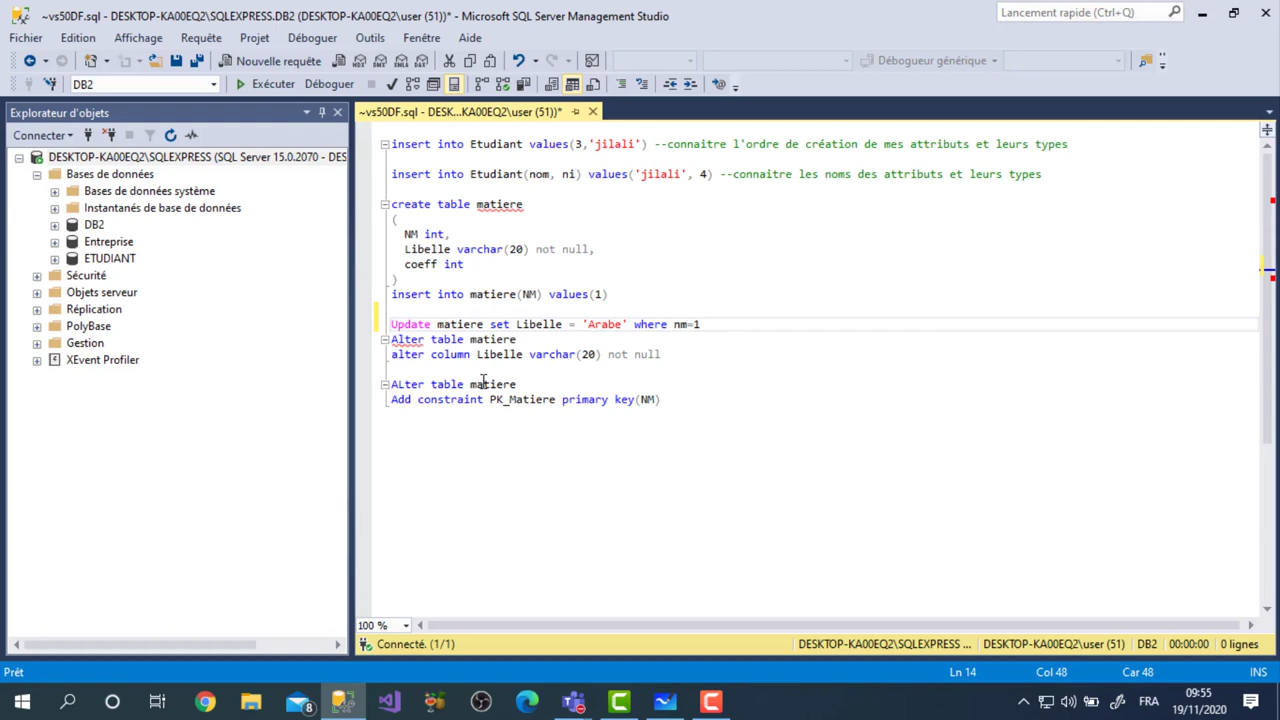 ~vs50DF.sql - DESKTOP-KA00EQ2\SQLEXPRESS.DB2 (DESKTOP-KA00EQ2\user (51))* - Microsoft SQL Server Management Studio
Lancement rapide (Ctrl+Q)
Fichier Edition Affichage Requête Projet Déboguer Outils Fenêtre Aide
Nouvelle requête
MDX DMX XMLA DAX
Débogueur générique
DB2
Exécuter Déboguer
Explorateur d'objets
~vs50DF.sql - DESK...KA00EQ2\user (51))*
Connecter
DESKTOP-KA00EQ2\SQLEXPRESS (SQL Server 15.0.2070 - DES
Bases de données
Bases de données système
Instantanés de base de données
DB2
Entreprise
ETUDIANT
Sécurité
Objets serveur
Réplication
PolyBase
Gestion
XEvent Profiler
insert into Etudiant values(3,'jilali') --connaitre l'ordre de création de mes attributs et leurs types
insert into Etudiant(nom, ni) values('jilali', 4) --connaitre les noms des attributs et leurs types
create table matiere
(
NM int,
Libelle varchar(20) not null,
coeff int
)
insert into matiere(NM) values(1)
Update matiere set Libelle = 'Arabe' where nm=1
Alter table matiere
alter column Libelle varchar(20) not null
ALter table matiere
Add constraint PK_Matiere primary key(NM)
100 %
Connecté. (1/1)
DESKTOP-KA00EQ2\SQLEXPRESS ... DESKTOP-KA00EQ2\user (51) DB2 00:00:00 0 lignes
Prêt
Ln 14 Col 48 Car 48 INS
8
FRA
09:55
19/11/2020